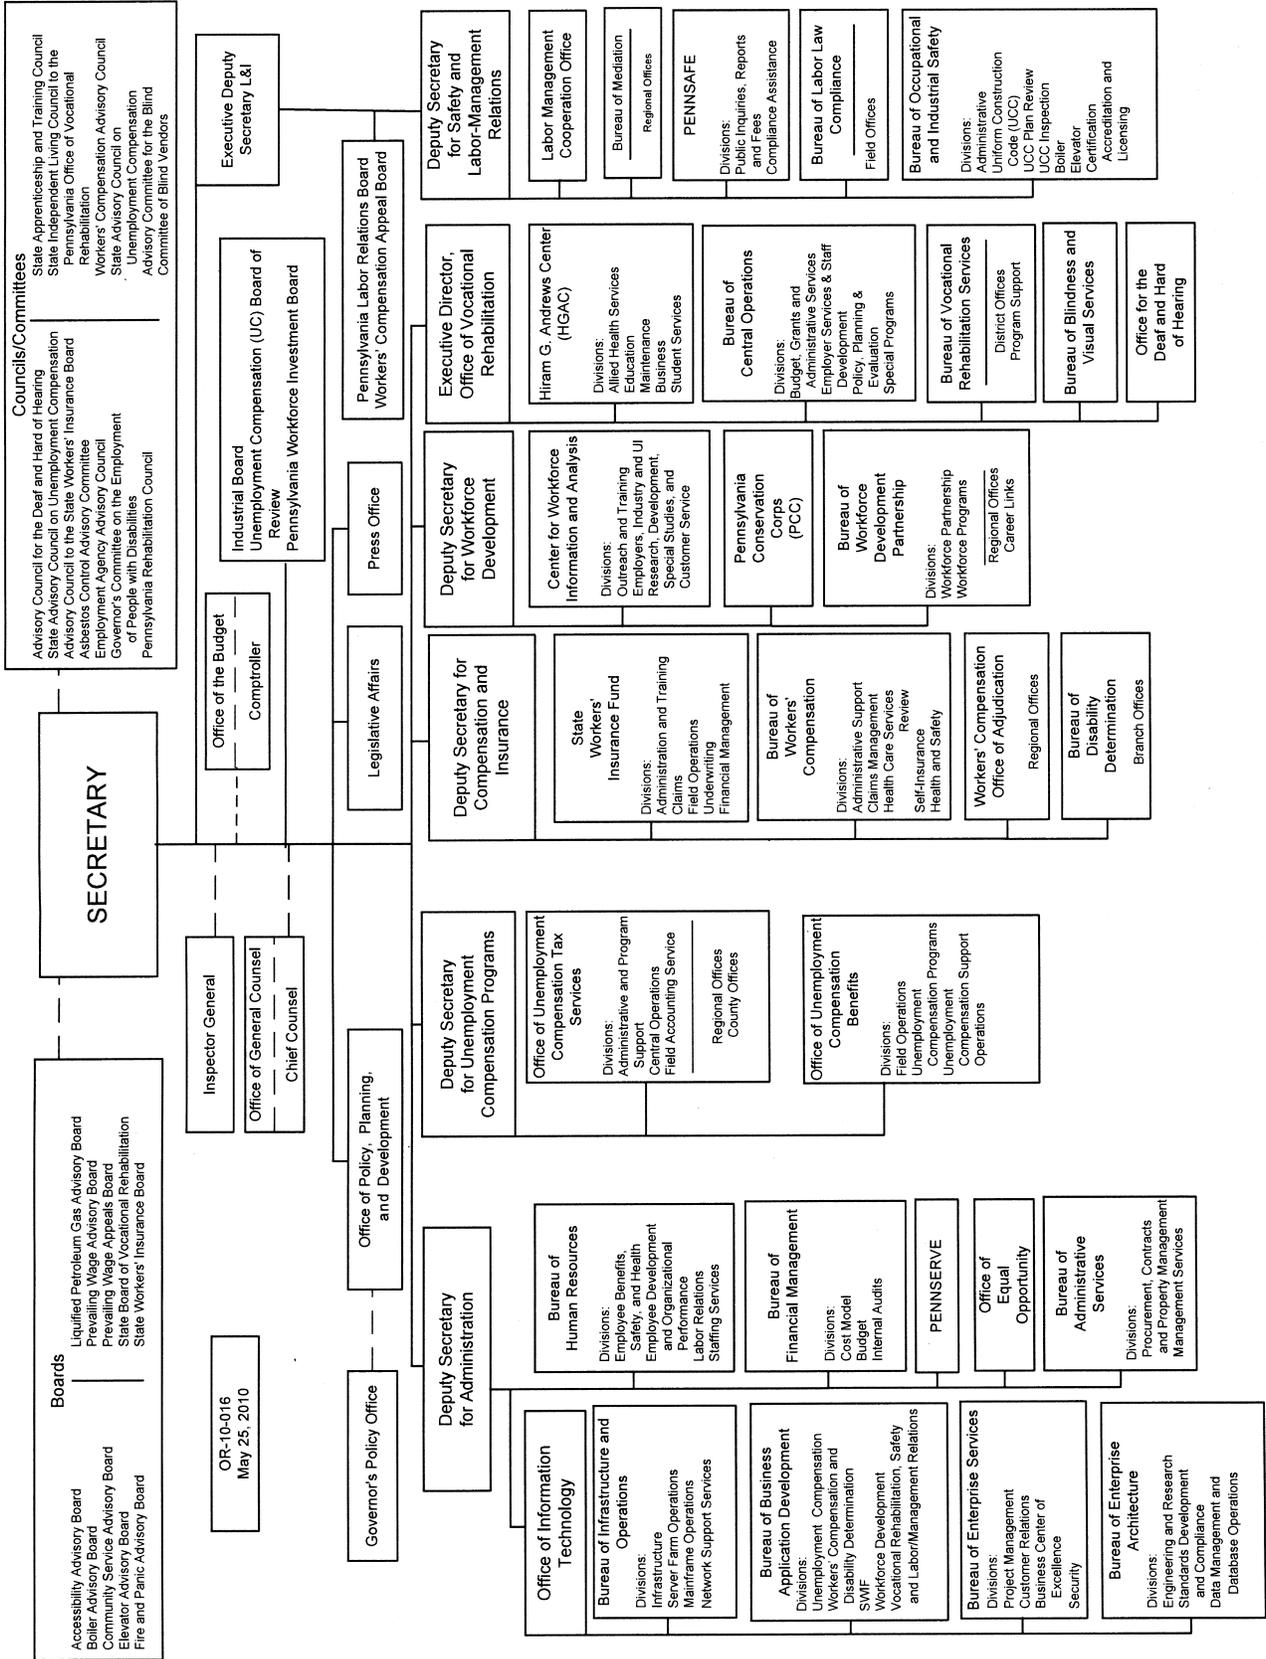 SECRETARY
Boards
Accessibility Advisory Board
Boiler Advisory Board
Community Service Advisory Board
Elevator Advisory Board
Fire and Panic Advisory Board
Liquified Petroleum Gas Advisory Board
Prevailing Wage Advisory Board
Prevailing Wage Appeals Board
State Board of Vocational Rehabilitation
State Workers' Insurance Board
Councils/Committees
Advisory Council for the Deaf and Hard of Hearing
State Advisory Council on Unemployment Compensation
Advisory Council to the State Workers' Insurance Board
Asbestos Control Advisory Committee
Employment Agency Advisory Council
Governor's Committee on the Employment
of People with Disabilities
Pennsylvania Rehabilitation Council
State Apprenticeship and Training Council
State Independent Living Council to the
Pennsylvania Office of Vocational
Rehabilitation
Workers' Compensation Advisory Council
State Advisory Council on
Unemployment Compensation
Advisory Committee for the Blind
Committee of Blind Vendors
OR-10-016
May 25, 2010
Inspector General
Office of General Counsel
Chief Counsel
Office of the Budget
Comptroller
Executive Deputy
Secretary L&I
Industrial Board
Unemployment Compensation (UC) Board of
Review
Pennsylvania Workforce Investment Board
Governor's Policy Office
Office of Policy, Planning,
and Development
Legislative Affairs
Press Office
Pennsylvania Labor Relations Board
Workers' Compensation Appeal Board
Deputy Secretary
for Administration
Office of Information
Technology
Bureau of Infrastructure and
Operations
Divisions:
Infrastructure
Server Farm Operations
Mainframe Operations
Network Support Services
Bureau of Business
Application Development
Divisions:
Unemployment Compensation
Workers' Compensation and
Disability Determination
SWIF
Workforce Development
Vocational Rehabilitation, Safety
and Labor/Management Relations
Bureau of Enterprise Services
Divisions:
Project Management
Customer Relations
Business Center of
Excellence
Security
Bureau of Enterprise
Architecture
Divisions:
Engineering and Research
Standards Development
and Compliance
Data Management and
Database Operations
Bureau of
Human Resources
Divisions:
Employee Benefits,
Safety, and Health
Employee Development
and Organizational
Performance
Labor Relations
Staffing Services
Bureau of
Financial Management
Divisions:
Cost Model
Budget
Internal Audits
PENNSERVE
Office of
Equal
Opportunity
Bureau of
Administrative
Services
Divisions:
Procurement, Contracts
and Property Management
Management Services
Deputy Secretary
for Unemployment
Compensation Programs
Office of Unemployment
Compensation Tax
Services
Divisions:
Administrative and Program
Support
Central Operations
Field Accounting Service
Regional Offices
County Offices
Office of Unemployment
Compensation
Benefits
Divisions:
Field Operations
Unemployment
Compensation Programs
Unemployment
Compensation Support
Operations
Deputy Secretary for
Compensation and
Insurance
State
Workers'
Insurance Fund
Divisions:
Administration and Training
Claims
Field Operations
Underwriting
Financial Management
Bureau of
Workers'
Compensation
Divisions:
Administrative Support
Claims Management
Health Care Services
Review
Self-Insurance
Health and Safety
Workers' Compensation
Office of Adjudication
Regional Offices
Bureau of
Disability
Determination
Branch Offices
Deputy Secretary
for Workforce
Development
Center for Workforce
Information and Analysis
Divisions:
Outreach and Training
Employers, Industry and UI
Research, Development,
Special Studies, and
Customer Service
Pennsylvania
Conservation
Corps
(PCC)
Bureau of
Workforce
Development
Partnership
Divisions:
Workforce Partnership
Workforce Programs
Regional Offices
Career Links
Executive Director,
Office of Vocational
Rehabilitation
Hiram G. Andrews Center
(HGAC)
Divisions:
Allied Health Services
Education
Maintenance
Business
Student Services
Bureau of
Central Operations
Divisions:
Budget, Grants and
Administrative Services
Employer Services & Staff
Development
Policy, Planning &
Evaluation
Special Programs
Bureau of Vocational
Rehabilitation Services
District Offices
Program Support
Bureau of Blindness and
Visual Services
Office for the
Deaf and Hard
of Hearing
Deputy Secretary
for Safety and
Labor-Management
Relations
Labor Management
Cooperation Office
Bureau of Mediation
Regional Offices
PENNSAFE
Divisions:
Public Inquiries, Reports
and Fees
Compliance Assistance
Bureau of Labor Law
Compliance
Field Offices
Bureau of Occupational
and Industrial Safety
Divisions:
Administrative
Uniform Construction
Code (UCC)
UCC Plan Review
UCC Inspection
Boiler
Elevator
Certification
Accreditation and
Licensing